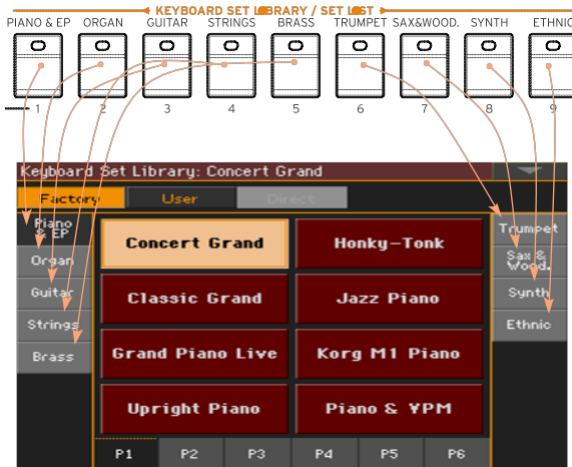 KEYBOARD SET LIBRARY / SET LIST
PIANO & EP ORGAN GUITAR STRINGS BRASS TRUMPET SAX&WOOD. SYNTH ETHNIC
1 2 3 4 5 6 7 8 9
Keyboard Set Library: Concert Grand
Factory User Direct
Piano & EP
Organ
Guitar
Strings
Brass
Concert Grand Honky-Tonk
Classic Grand Jazz Piano
Grand Piano Live Korg M1 Piano
Upright Piano Piano & YPM
Trumpet
Sax & Wood.
Synth
Ethnic
P1 P2 P3 P4 P5 P6